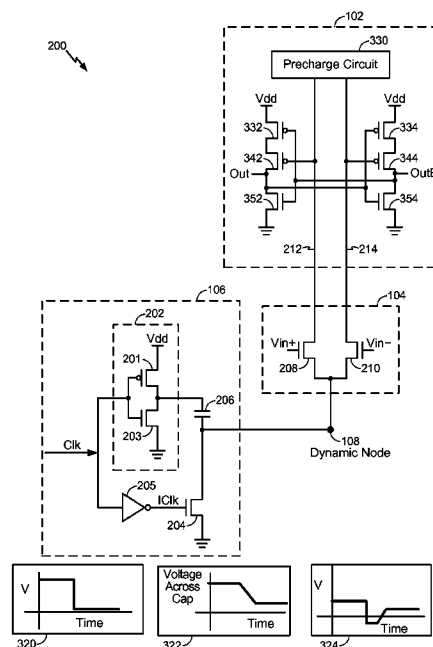 102
200
330
Precharge Circuit
Vdd
Vdd
332
334
342
344
Out
OutB
352
354
212
214
106
104
202
Vdd
201
Vin+
Vin−
208
210
206
203
108
Dynamic Node
Clk
205
IClk
204
V
Time
320
Voltage
Across
Cap
Time
322
V
Time
324